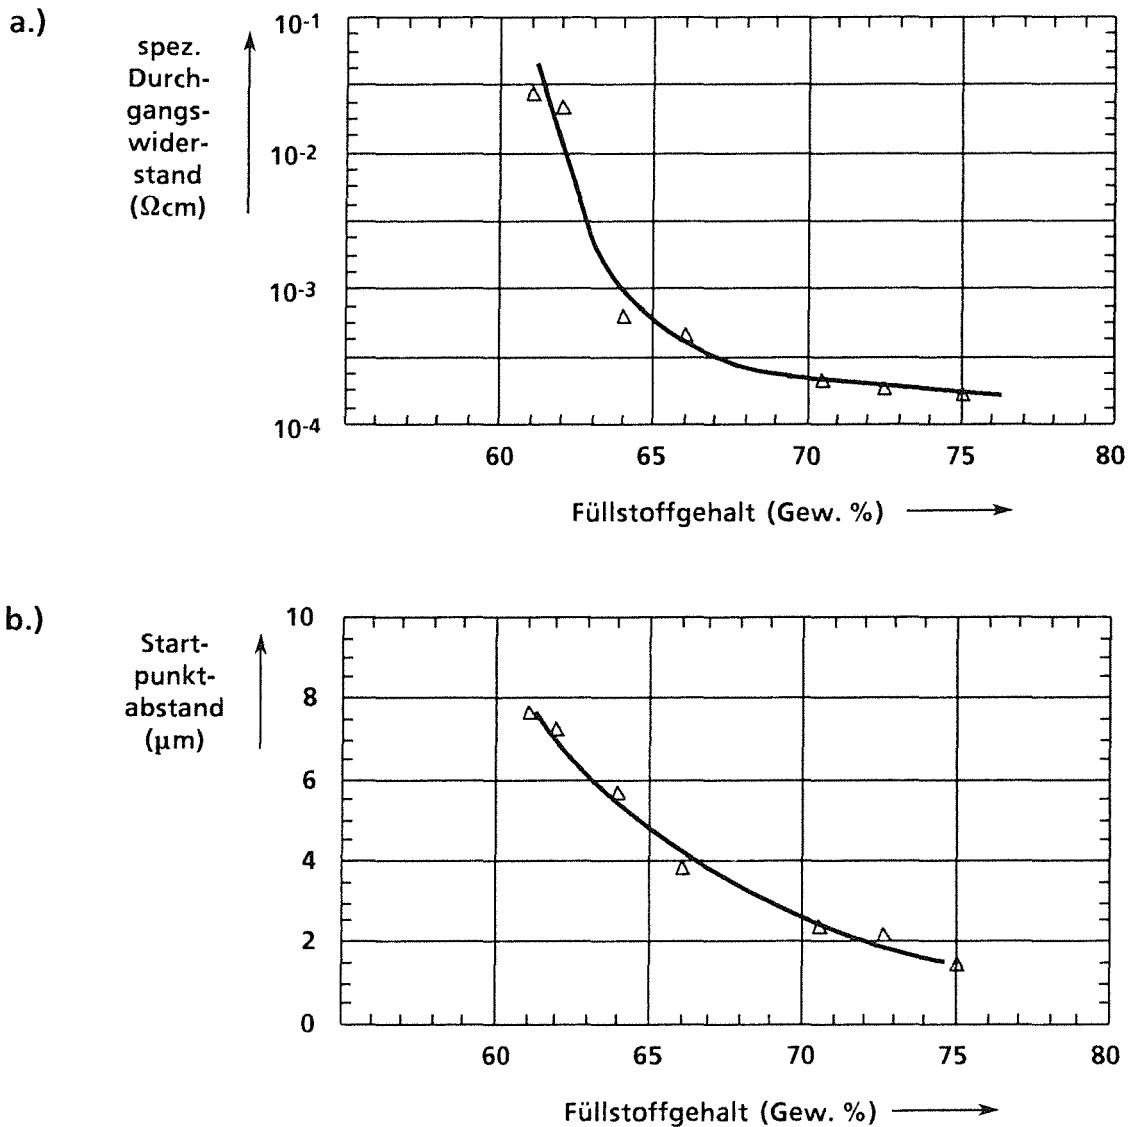 a.)
spez.
Durch-
gangs-
wider-
stand
(Ωcm)
10-1
10-2
10-3
10-4
60 65 70 75 80
Füllstoffgehalt (Gew. %)
b.)
Start-
punkt-
abstand
(μm)
10
8
6
4
2
0
60 65 70 75 80
Füllstoffgehalt (Gew. %)